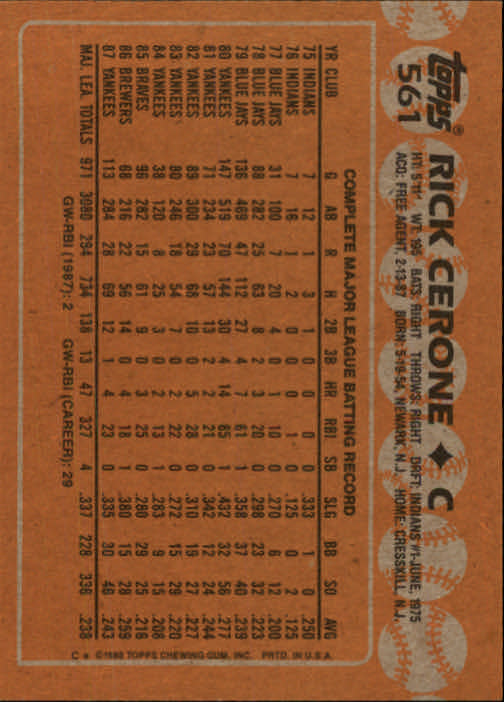 topps®
561
RICK CERONE ♦ C
HT: 5'11" WT: 195 BATS: RIGHT THROWS: RIGHT DRFT: INDIANS #1-JUNE, 1975
ACQ: FREE AGENT, 2-13-87 BORN: 5-19-54, NEWARK, N.J. HOME: CRESSKILL, N.J.
COMPLETE MAJOR LEAGUE BATTING RECORD
YR CLUB G AB R H 2B 3B HR RBI SB SLG BB SO AVG
75 INDIANS 7 12 1 3 1 0 0 0 0 .333 1 0 .250
76 INDIANS 7 16 1 2 0 0 0 1 0 .125 0 2 .125
77 BLUE JAYS 31 100 7 20 4 0 1 10 0 .270 6 12 .200
78 BLUE JAYS 88 282 25 63 8 2 3 20 0 .298 23 32 .223
79 BLUE JAYS 136 469 47 112 27 4 7 61 1 .358 37 40 .239
80 YANKEES 147 519 70 144 30 4 14 85 1 .432 32 56 .277
81 YANKEES 71 234 23 57 13 2 2 21 0 .342 12 24 .244
82 YANKEES 89 300 29 68 10 0 5 28 0 .310 19 27 .227
83 YANKEES 80 246 18 54 7 0 2 22 0 .272 15 29 .220
84 YANKEES 38 120 8 25 3 0 2 13 1 .283 9 15 .208
85 BRAVES 96 282 15 61 9 0 3 25 0 .280 29 25 .216
86 BREWERS 68 216 22 56 14 0 4 18 1 .380 15 28 .259
87 YANKEES 113 284 28 69 12 1 4 23 0 .335 30 46 .243
MAJ. LEA. TOTALS 971 3080 294 734 138 13 47 327 4 .337 228 336 .238
GW-RBI (1987): 2 GW-RBI (CAREER): 29
C * ©1988 TOPPS CHEWING GUM, INC. PRTD. IN U.S.A.